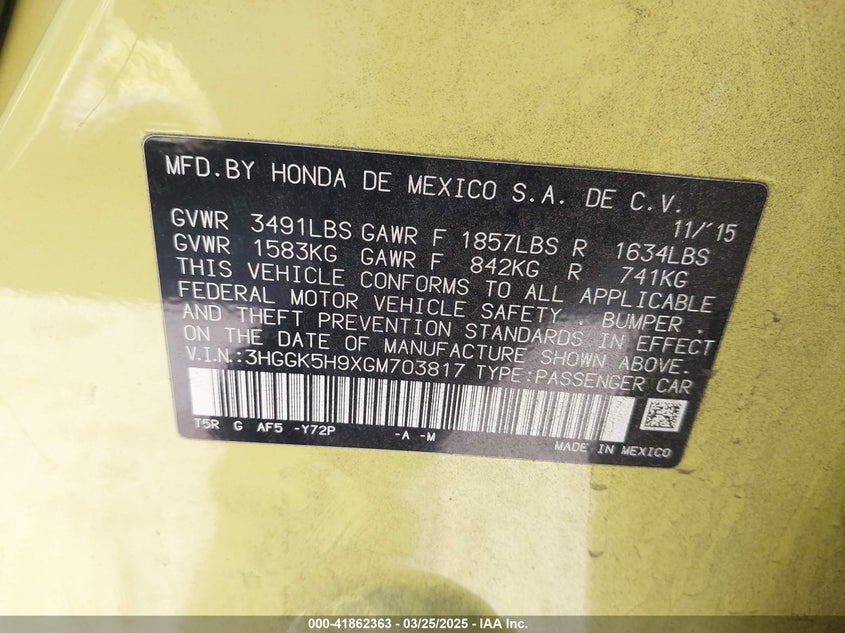 MFD.BY HONDA DE MEXICO S.A. DE C.V.
11/'15
GVWR 3491LBS GAWR F 1857LBS R 1634LBS
GVWR 1583KG GAWR F 842KG R 741KG
THIS VEHICLE CONFORMS TO ALL APPLICABLE
FEDERAL MOTOR VEHICLE SAFETY . BUMPER .
AND THEFT PREVENTION STANDARDS IN EFFECT
ON THE DATE OF MANUFACTURE SHOWN ABOVE.
V.I.N.:3HGGK5H9XGM703817 TYPE:PASSENGER CAR
T5R G AF5 -Y72P -A -M
MADE IN MEXICO
000-41862363 - 03/25/2025 - IAA Inc.